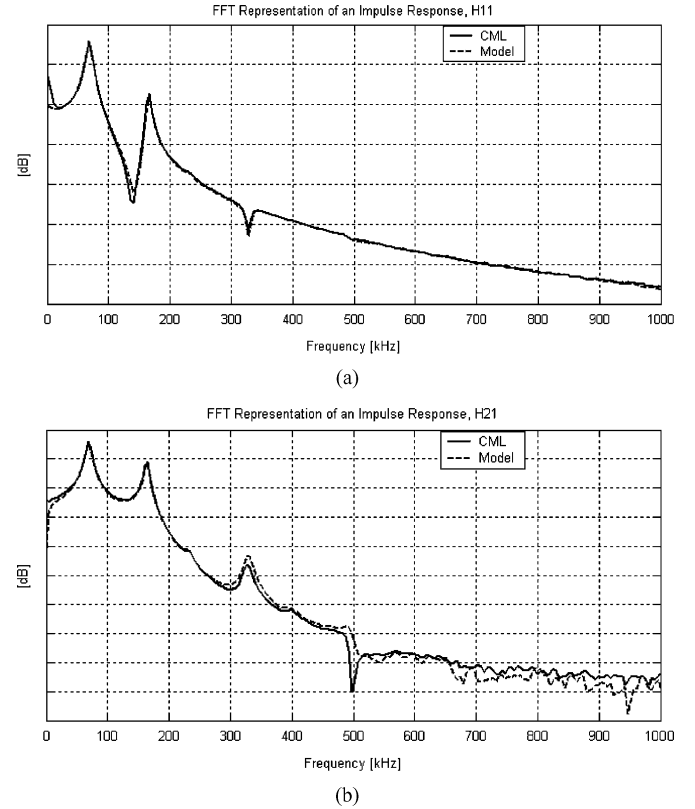 FFT Representation of an Impulse Response, H11
CML
Model
[dB]
0 100 200 300 400 500 600 700 800 900 1000
Frequency [kHz]
(a)
FFT Representation of an Impulse Response, H21
CML
Model
[dB]
0 100 200 300 400 500 600 700 800 900 1000
Frequency [kHz]
(b)